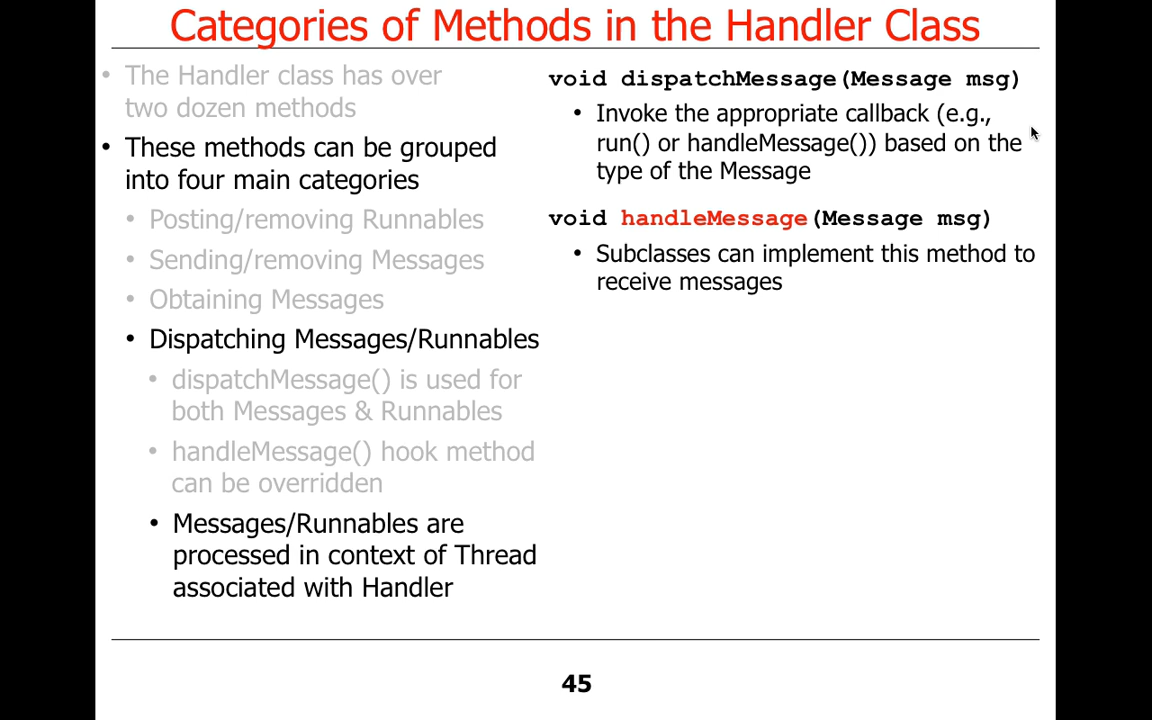 Categories of Methods in the Handler Class
• The Handler class has over
two dozen methods
• These methods can be grouped
into four main categories
• Posting/removing Runnables
• Sending/removing Messages
• Obtaining Messages
• Dispatching Messages/Runnables
• dispatchMessage() is used for
both Messages & Runnables
• handleMessage() hook method
can be overridden
• Messages/Runnables are
processed in context of Thread
associated with Handler
void dispatchMessage(Message msg)
• Invoke the appropriate callback (e.g.,
run() or handleMessage()) based on the
type of the Message
void handleMessage(Message msg)
• Subclasses can implement this method to
receive messages
45